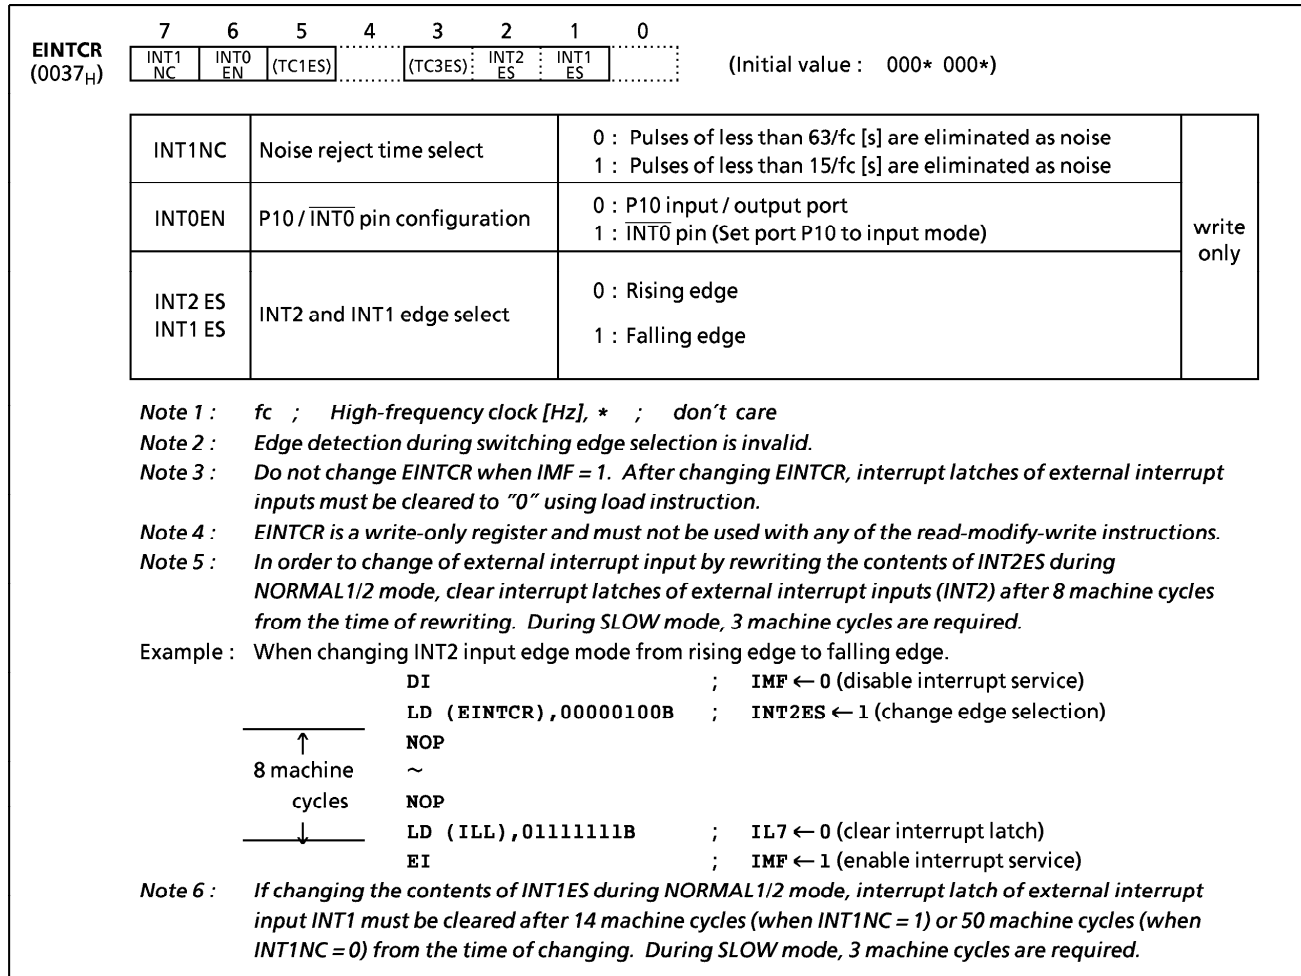 7 6 5 4 3 2 1 0
EINTCR
(0037H)
INT1 NC INT0 EN (TC1ES) (TC3ES) INT2 ES INT1 ES
(Initial value : 000* 000*)
INT1NC Noise reject time select
0 : Pulses of less than 63/fc [s] are eliminated as noise
1 : Pulses of less than 15/fc [s] are eliminated as noise
INT0EN P10 / INT0 pin configuration
0 : P10 input / output port
1 : INT0 pin (Set port P10 to input mode)
INT2 ES
INT1 ES
INT2 and INT1 edge select
0 : Rising edge
1 : Falling edge
write
only
Note 1 : fc ; High-frequency clock [Hz], * ; don't care
Note 2 : Edge detection during switching edge selection is invalid.
Note 3 : Do not change EINTCR when IMF = 1. After changing EINTCR, interrupt latches of external interrupt
inputs must be cleared to "0" using load instruction.
Note 4 : EINTCR is a write-only register and must not be used with any of the read-modify-write instructions.
Note 5 : In order to change of external interrupt input by rewriting the contents of INT2ES during
NORMAL1/2 mode, clear interrupt latches of external interrupt inputs (INT2) after 8 machine cycles
from the time of rewriting. During SLOW mode, 3 machine cycles are required.
Example : When changing INT2 input edge mode from rising edge to falling edge.
DI ; IMF ← 0 (disable interrupt service)
LD (EINTCR),00000100B ; INT2ES ← 1 (change edge selection)
↑ NOP
8 machine ~
cycles NOP
↓ LD (ILL),01111111B ; IL7 ← 0 (clear interrupt latch)
EI ; IMF ← 1 (enable interrupt service)
Note 6 : If changing the contents of INT1ES during NORMAL1/2 mode, interrupt latch of external interrupt
input INT1 must be cleared after 14 machine cycles (when INT1NC = 1) or 50 machine cycles (when
INT1NC = 0) from the time of changing. During SLOW mode, 3 machine cycles are required.